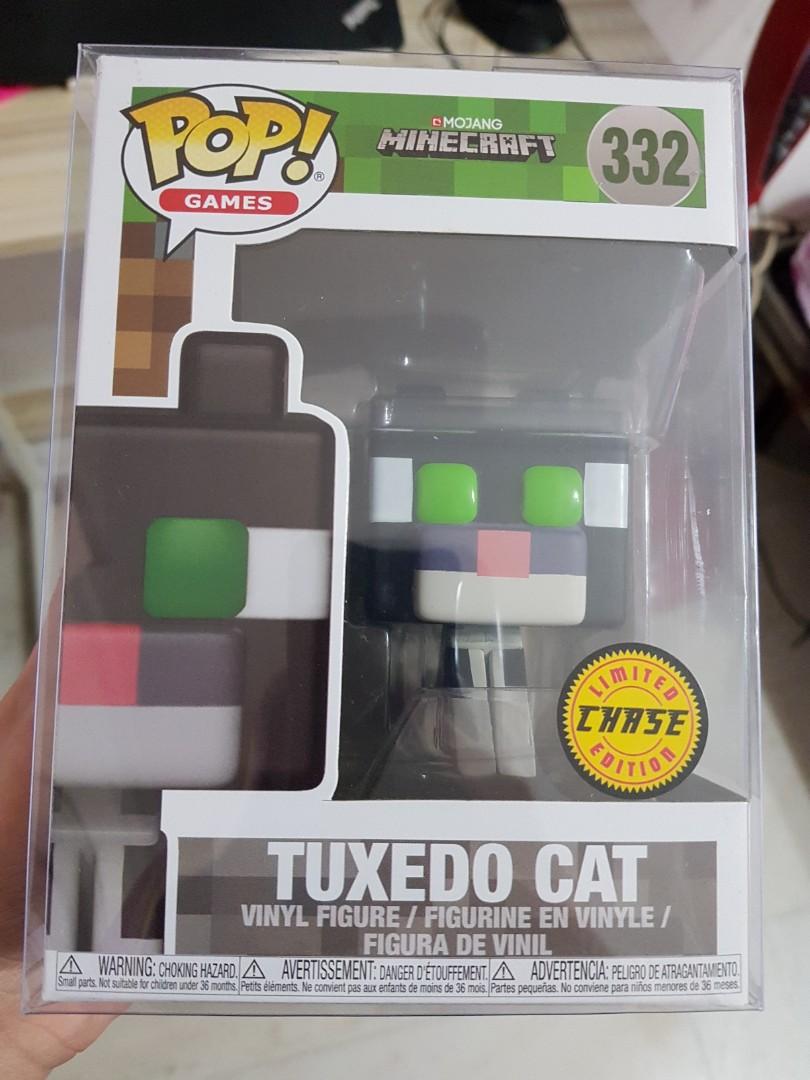 POP!®
GAMES
MOJANG
MINECRAFT
332
LIMITED
CHASE
EDITION
TUXEDO CAT
VINYL FIGURE / FIGURINE EN VINYLE /
FIGURA DE VINIL
WARNING: CHOKING HAZARD.
Small parts. Not suitable for children under 36 months.
AVERTISSEMENT: DANGER D'ÉTOUFFEMENT.
Petits éléments. Ne convient pas aux enfants de moins de 36 mois.
ADVERTENCIA: PELIGRO DE ATRAGANTAMIENTO.
Partes pequeñas. No conviene para niños menores de 36 meses.